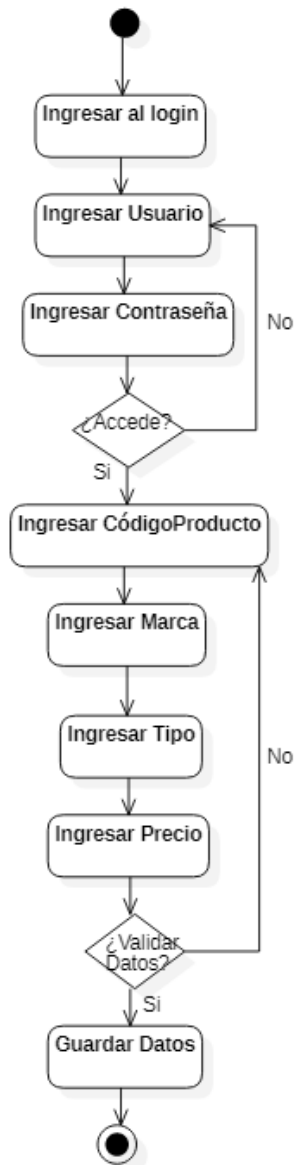 Ingresar al login
Ingresar Usuario
Ingresar Contraseña
No
¿Accede?
Si
Ingresar CódigoProducto
Ingresar Marca
Ingresar Tipo
No
Ingresar Precio
¿Validar
Datos?
Si
Guardar Datos